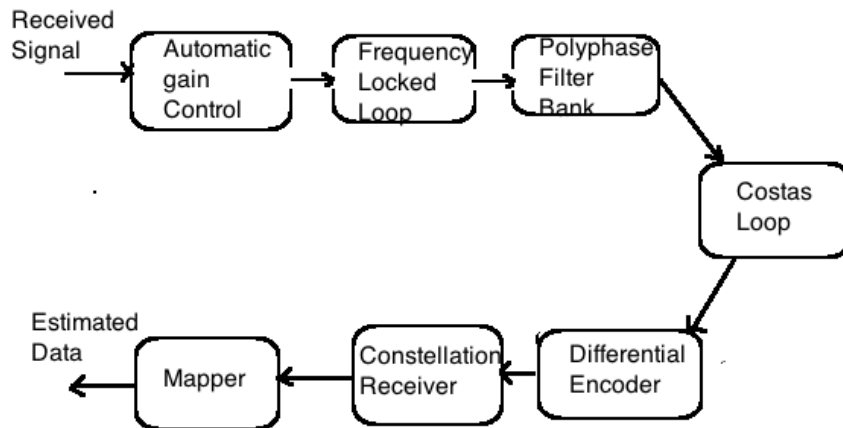 Received
Signal
Automatic
gain
Control
Frequency
Locked
Loop
Polyphase
Filter
Bank
Costas
Loop
Differential
Encoder
Constellation
Receiver
Mapper
Estimated
Data